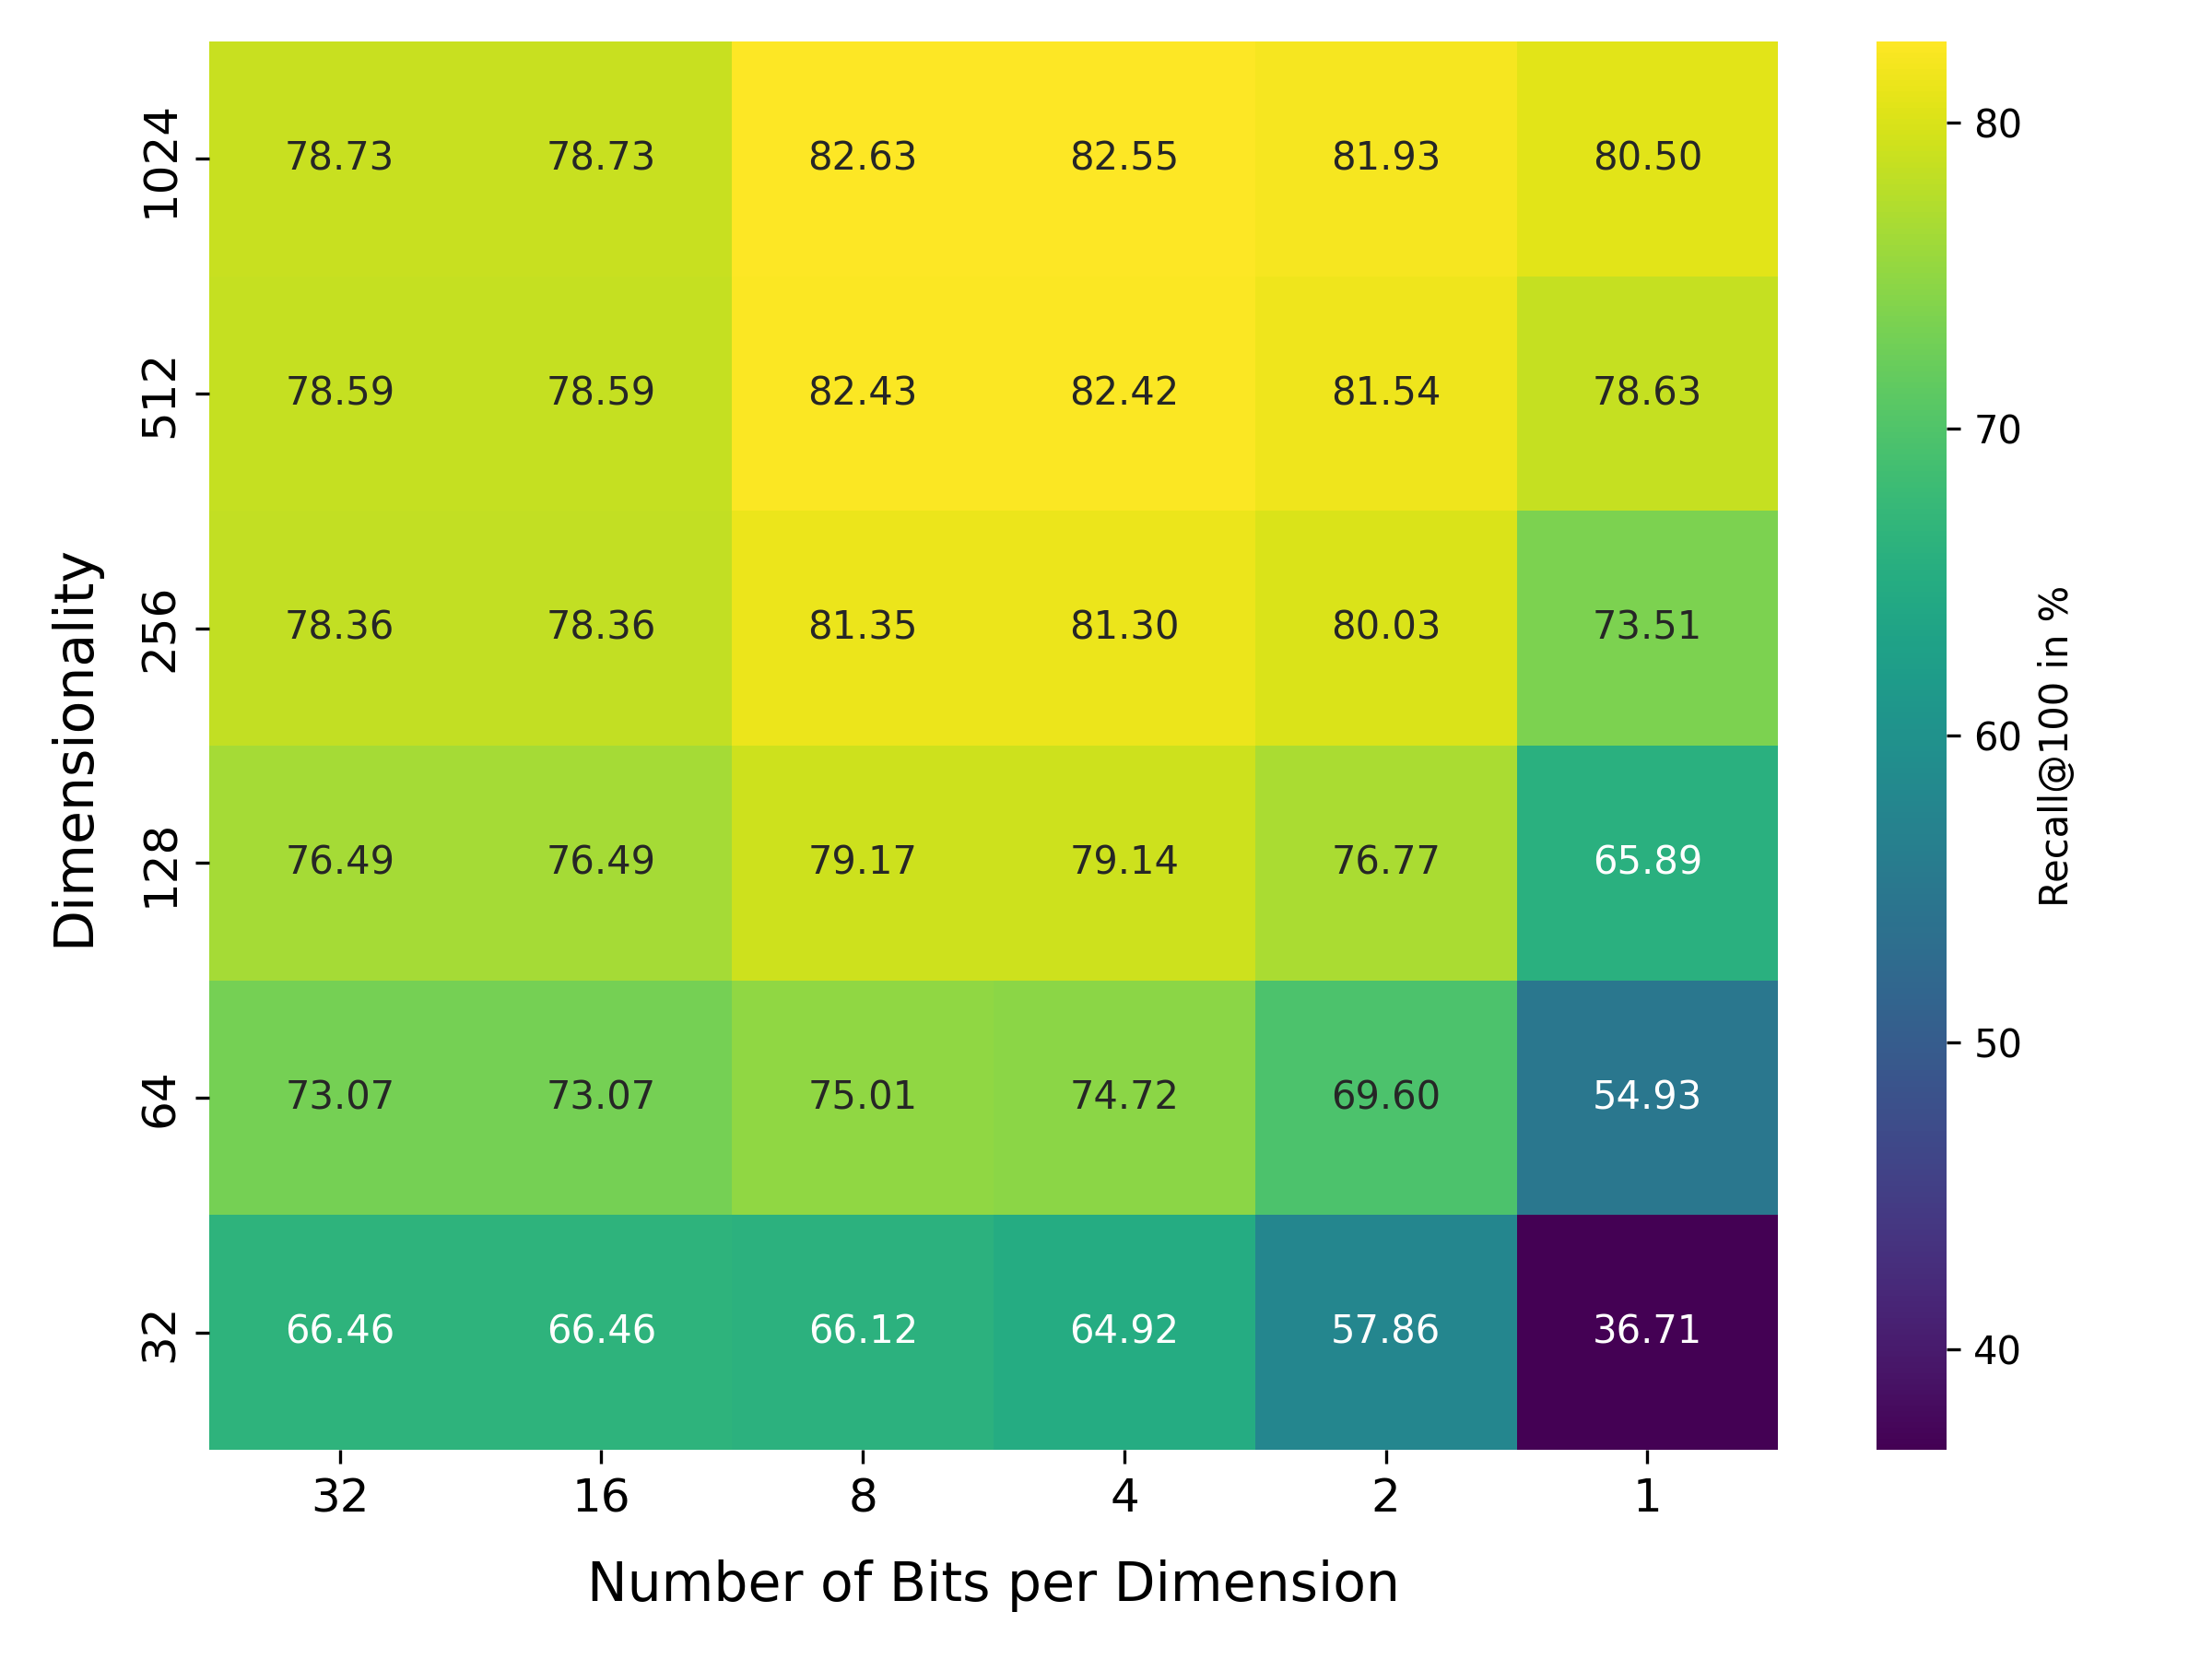 1024 78.73 78.73 82.63 82.55 81.93 80.50
512 78.59 78.59 82.43 82.42 81.54 78.63
256 78.36 78.36 81.35 81.30 80.03 73.51
128 76.49 76.49 79.17 79.14 76.77 65.89
64 73.07 73.07 75.01 74.72 69.60 54.93
32 66.46 66.46 66.12 64.92 57.86 36.71
32 16 8 4 2 1
Number of Bits per Dimension
Dimensionality
80
70
60
50
40
Recall@100 in %